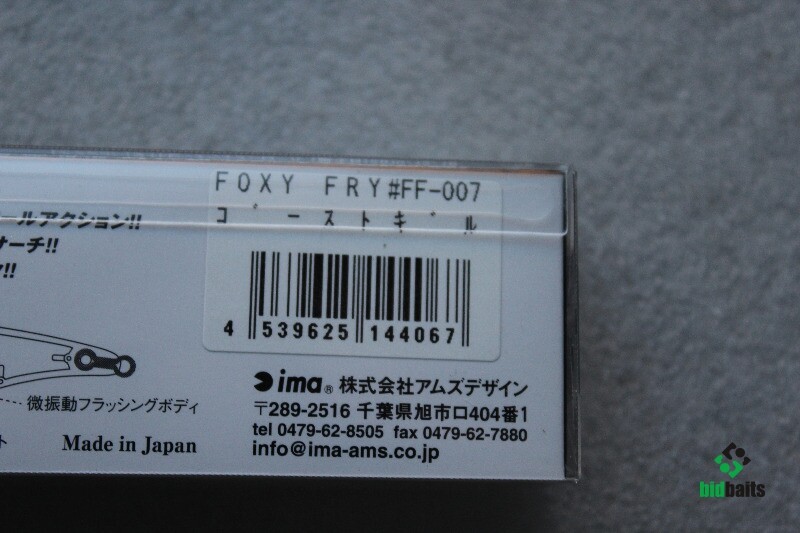 FOXY FRY#FF-007
ゴーストギル
ールアクション!!
サーチ!!
!!
4 539625 144067
ima® 株式会社アムズデザイン
〒289-2516 千葉県旭市ロ404番1
tel 0479-62-8505 fax 0479-62-7880
info@ima-ams.co.jp
微振動フラッシングボディ
ト
Made in Japan
bidbaits